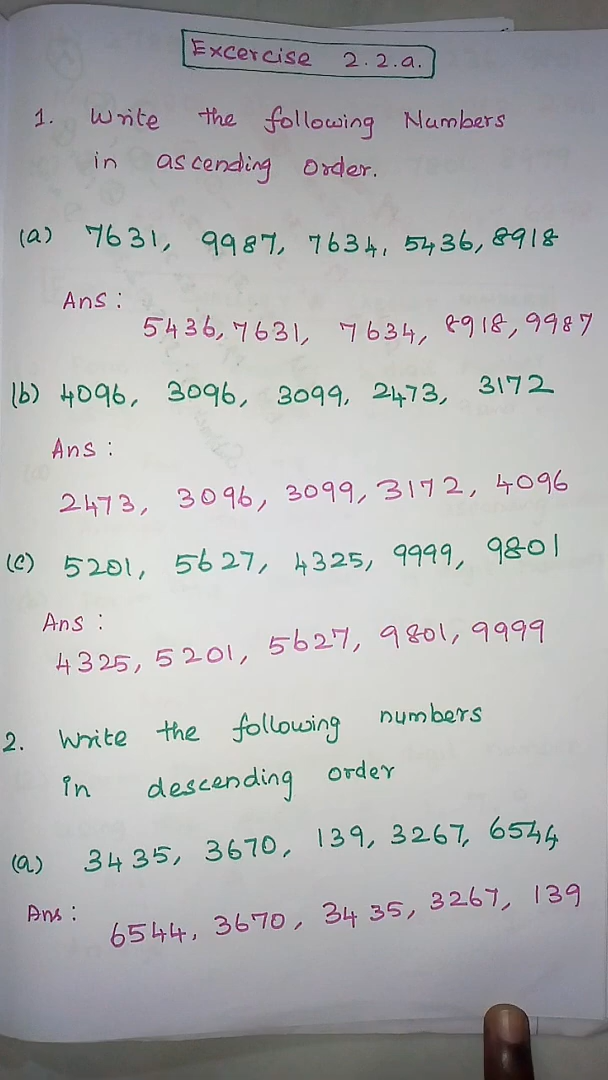 Excercise 2.2.a.
1. Write the following Numbers
in ascending Order.
(a) 7631, 9987, 7634, 5436, 8918
Ans :
5436, 7631, 7634, 8918, 9987
(b) 4096, 3096, 3099, 2473, 3172
Ans :
2473, 3096, 3099, 3172, 4096
(c) 5201, 5627, 4325, 9999, 9801
Ans :
4325, 5201, 5627, 9801, 9999
2. Write the following numbers
in descending order
(a) 3435, 3670, 139, 3267, 6544
Ans :
6544, 3670, 3435, 3267, 139